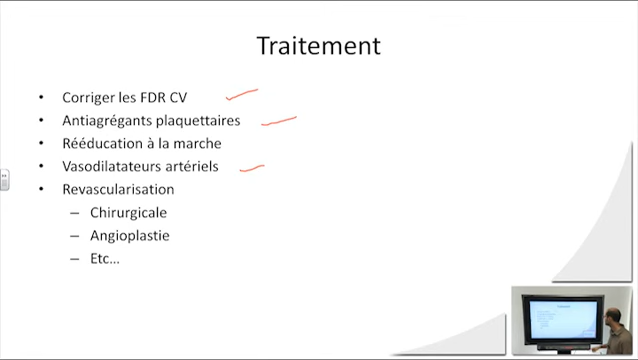 Traitement
• Corriger les FDR CV
• Antiagrégants plaquettaires
• Rééducation à la marche
• Vasodilatateurs artériels
• Revascularisation
– Chirurgicale
– Angioplastie
– Etc...